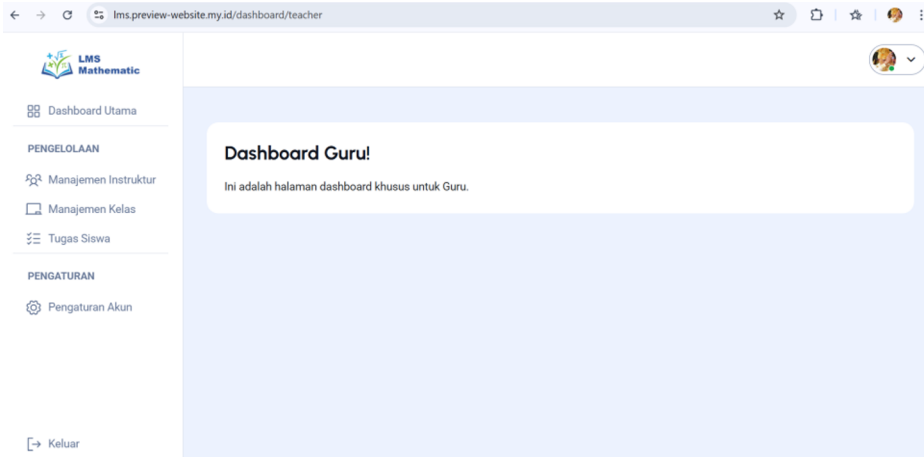 lms.preview-website.my.id/dashboard/teacher
LMS
Mathematic
Dashboard Utama
PENGELOLAAN
Manajemen Instruktur
Manajemen Kelas
Tugas Siswa
PENGATURAN
Pengaturan Akun
Keluar
Dashboard Guru!
Ini adalah halaman dashboard khusus untuk Guru.